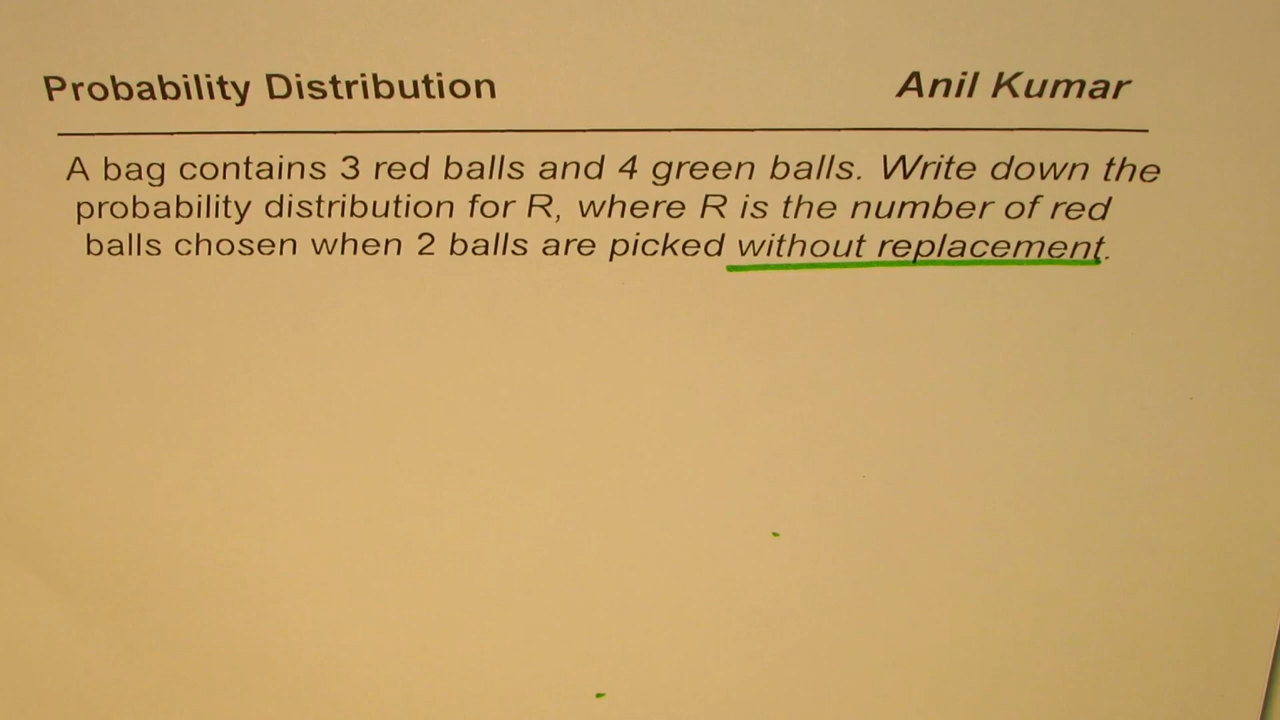 Probability Distribution Anil Kumar
A bag contains 3 red balls and 4 green balls. Write down the
probability distribution for R, where R is the number of red
balls chosen when 2 balls are picked without replacement.